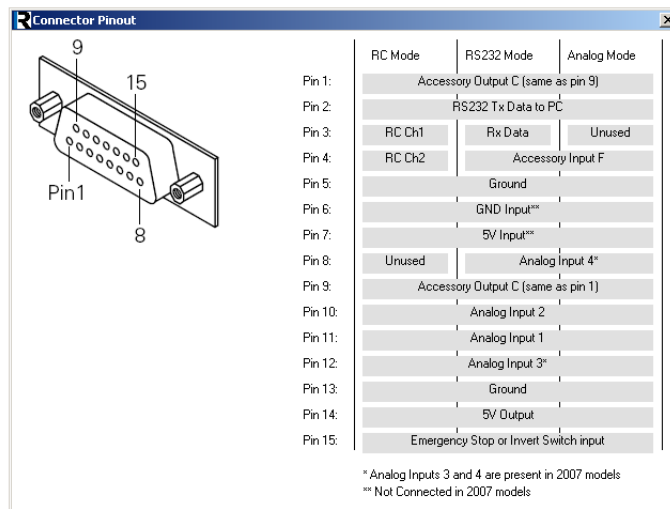 Connector Pinout
RC Mode RS232 Mode Analog Mode
9
15
Pin1
8
Pin 1: Accessory Output C (same as pin 9)
Pin 2: RS232 Tx Data to PC
Pin 3: RC Ch1 Rx Data Unused
Pin 4: RC Ch2 Accessory Input F
Pin 5: Ground
Pin 6: GND Input**
Pin 7: 5V Input**
Pin 8: Unused Analog Input 4*
Pin 9: Accessory Output C (same as pin 1)
Pin 10: Analog Input 2
Pin 11: Analog Input 1
Pin 12: Analog Input 3*
Pin 13: Ground
Pin 14: 5V Output
Pin 15: Emergency Stop or Invert Switch input
* Analog Inputs 3 and 4 are present in 2007 models
** Not Connected in 2007 models